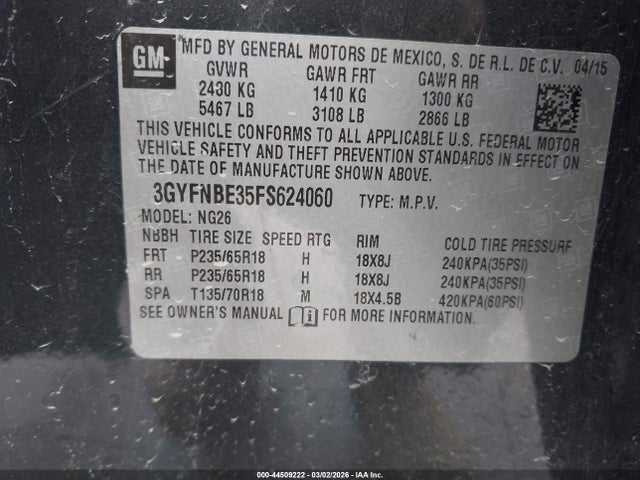 GM MFD BY GENERAL MOTORS DE MEXICO, S. DE R.L. DE C.V. 04/15
GVWR GAWR FRT GAWR RR
2430 KG 1410 KG 1300 KG
5467 LB 3108 LB 2866 LB
THIS VEHICLE CONFORMS TO ALL APPLICABLE U.S. FEDERAL MOTOR
VEHICLE SAFETY AND THEFT PREVENTION STANDARDS IN EFFECT ON
THE DATE OF MANUFACTURE SHOWN ABOVE.
3GYFNBE35FS624060 TYPE: M.P.V.
MODEL: NG26
NBBH TIRE SIZE SPEED RTG RIM COLD TIRE PRESSURE
FRT P235/65R18 H 18X8J 240KPA(35PSI)
RR P235/65R18 H 18X8J 240KPA(35PSI)
SPA T135/70R18 M 18X4.5B 420KPA(60PSI)
SEE OWNER'S MANUAL i FOR MORE INFORMATION.
000-44509222 - 03/02/2026 - IAAI.COM